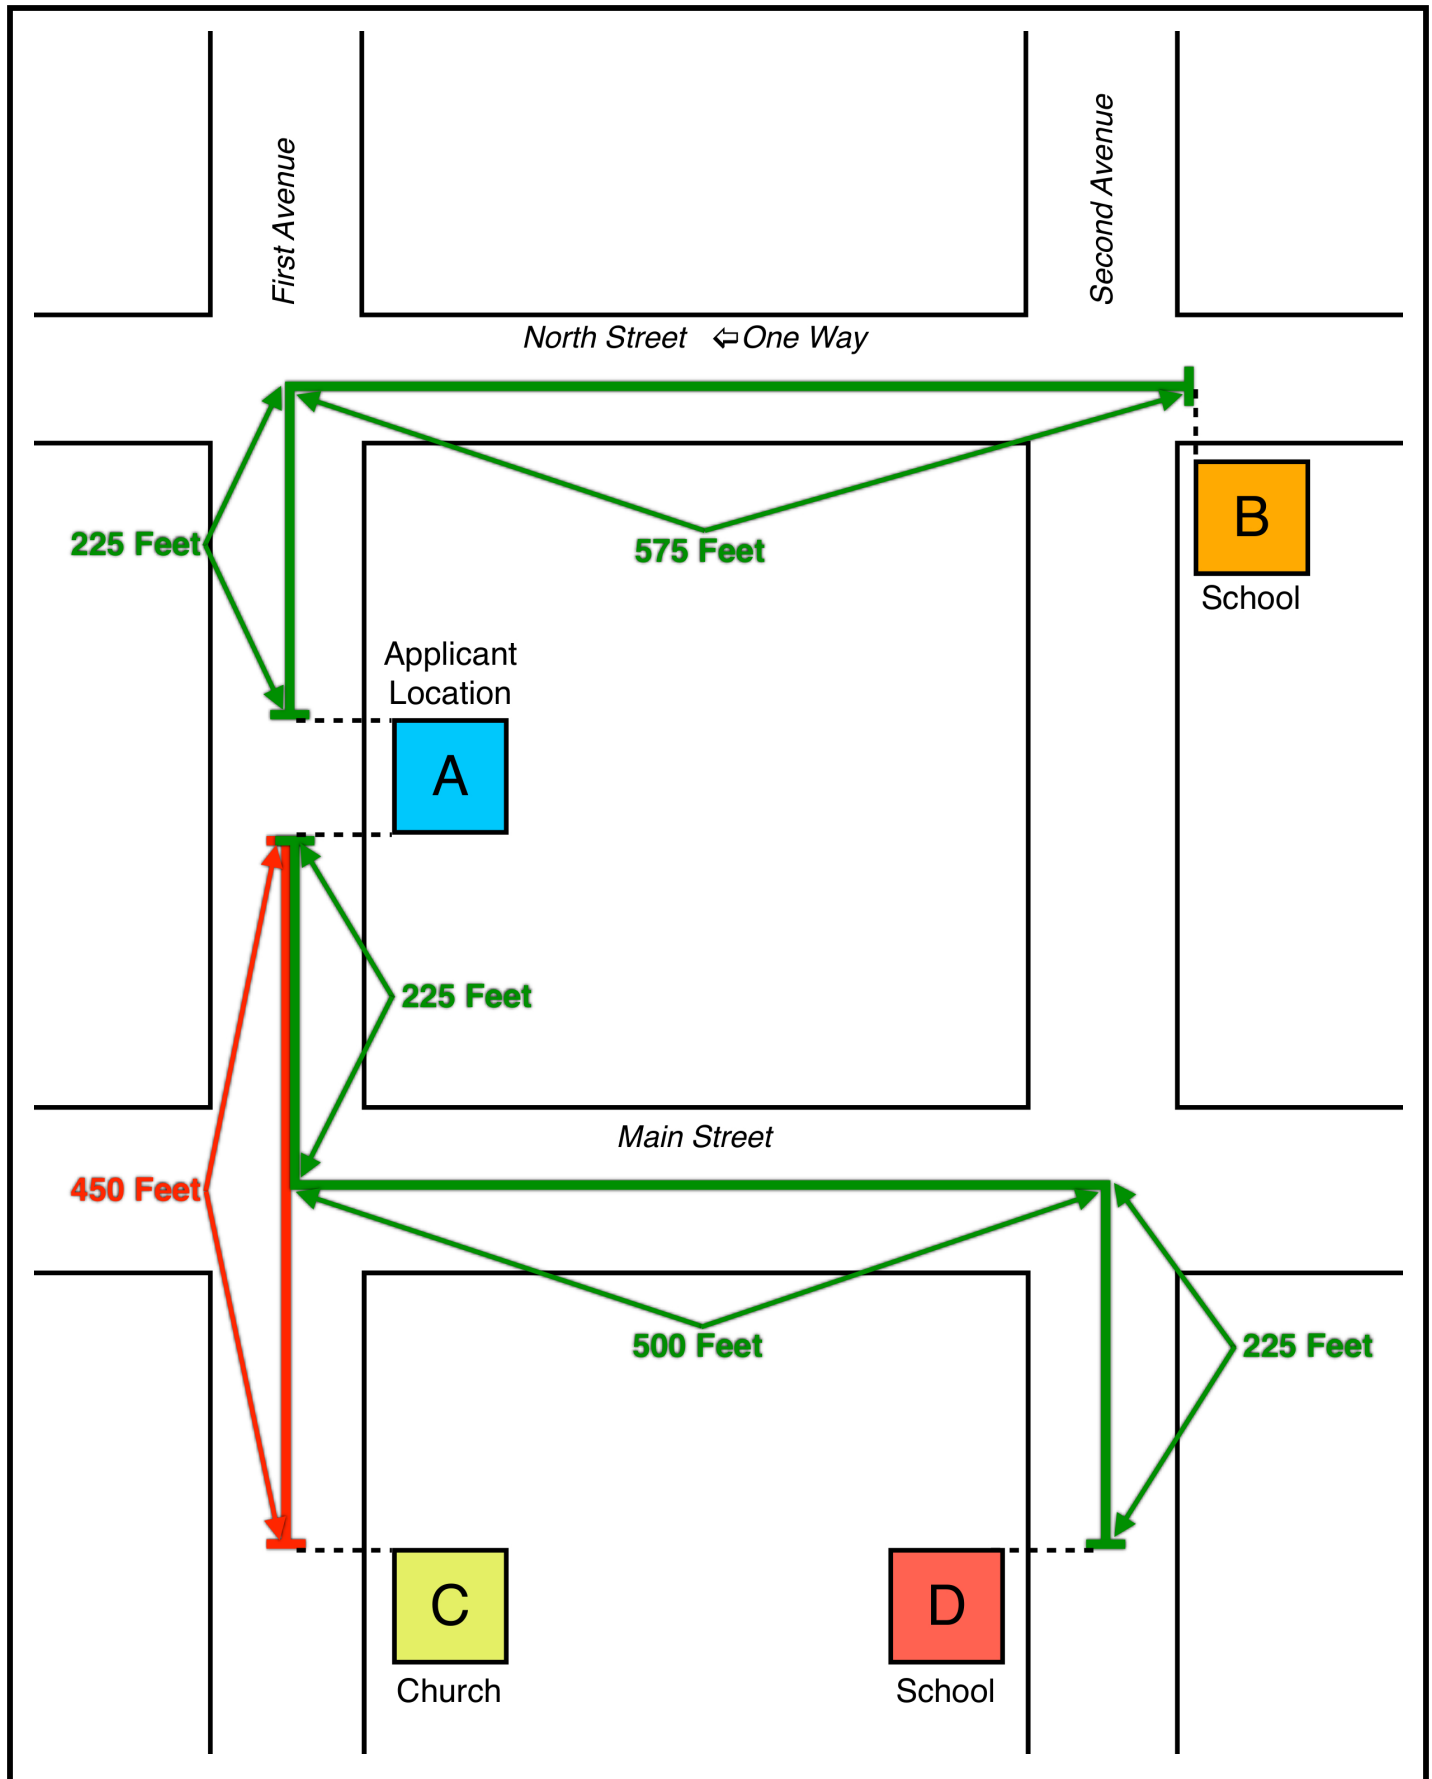 First Avenue
Second Avenue
North Street ⇦One Way
225 Feet
575 Feet
B
School
Applicant
Location
A
225 Feet
Main Street
450 Feet
500 Feet
225 Feet
C
D
Church
School